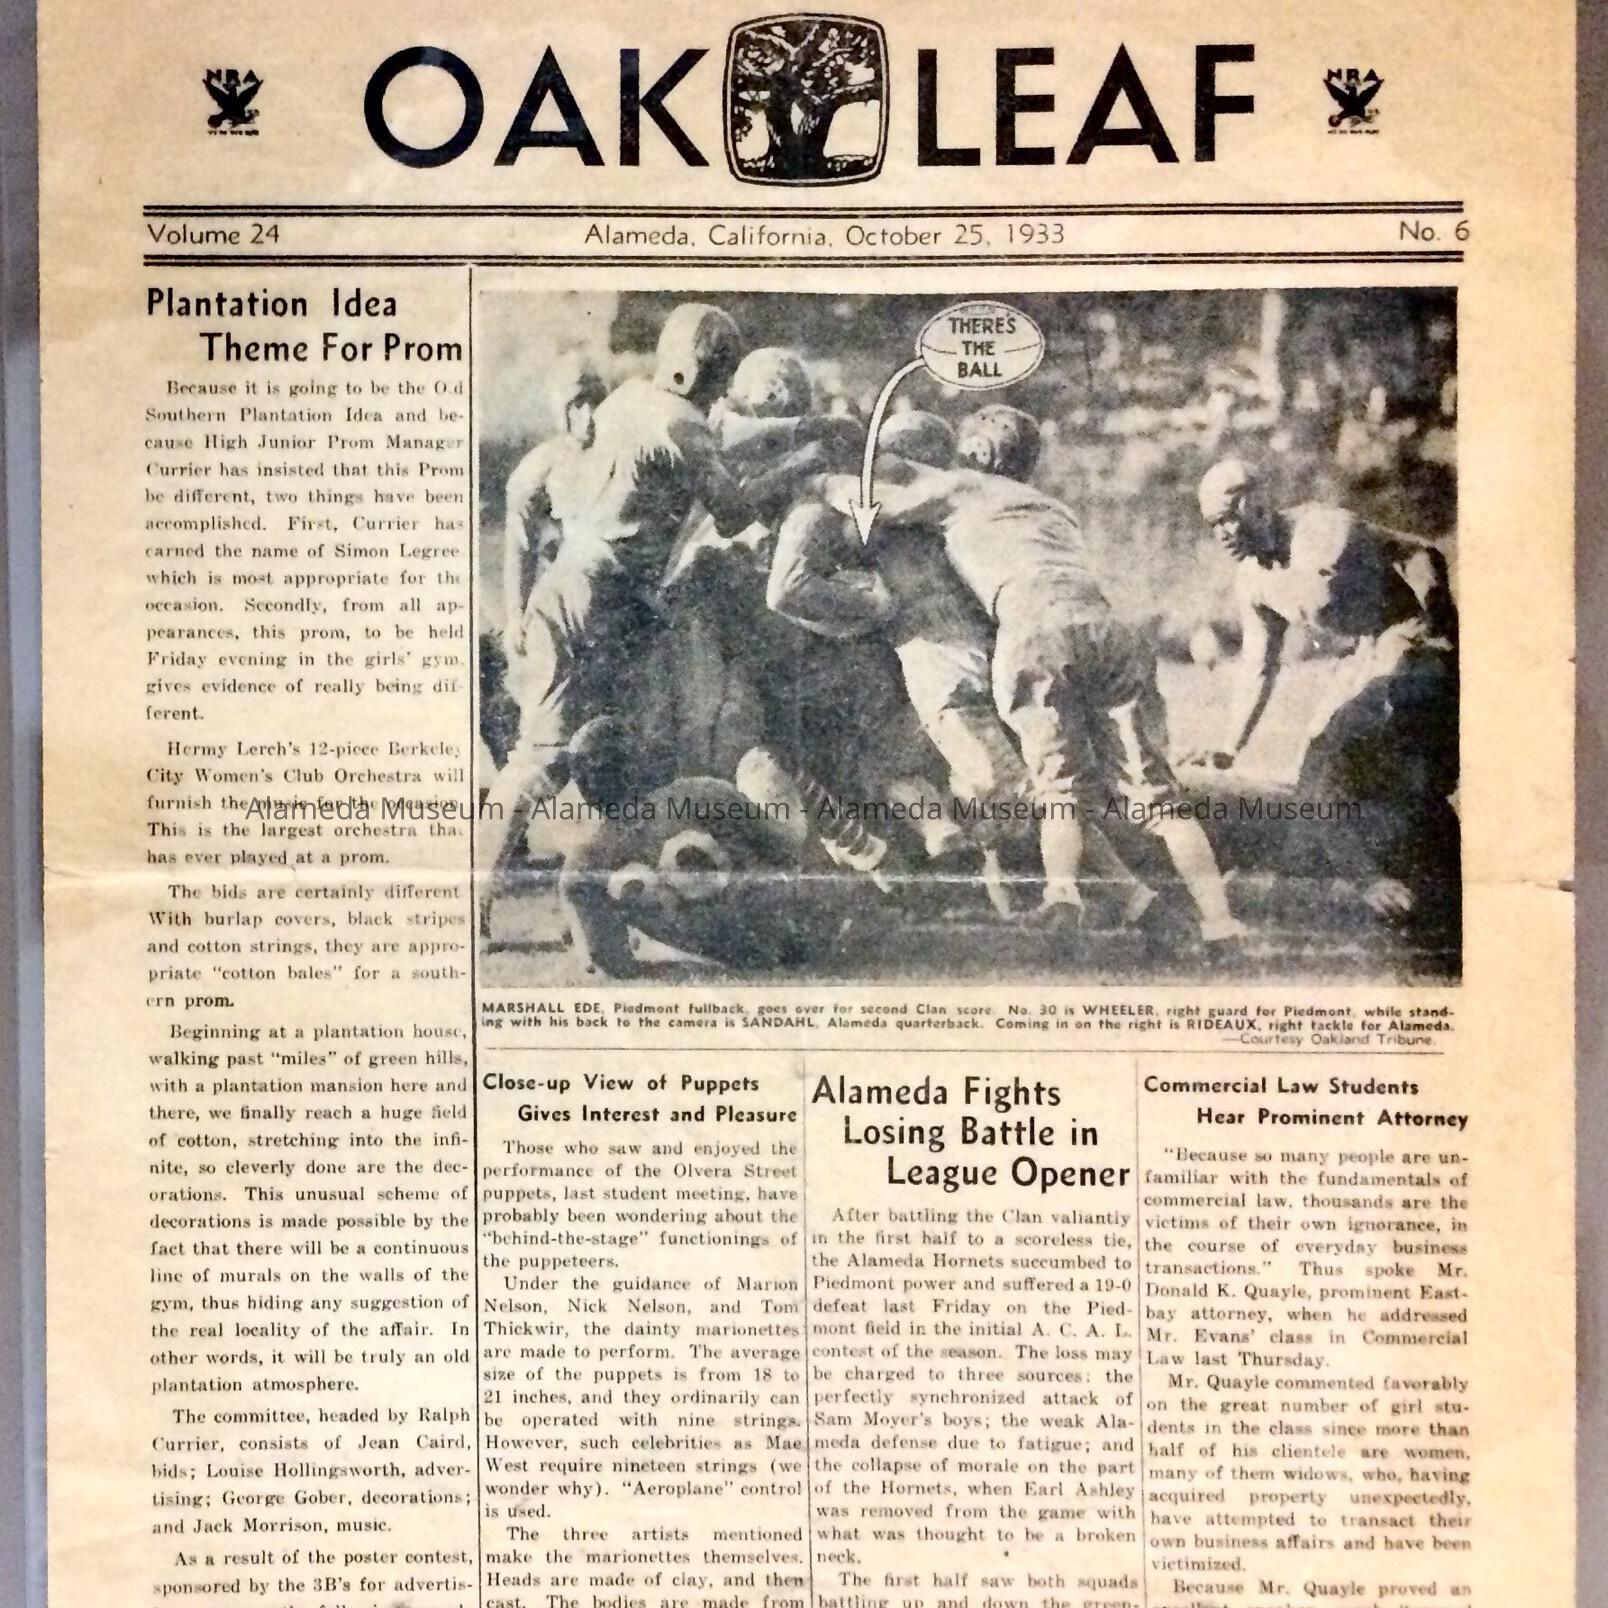 NRA
OAK LEAF
NRA
Volume 24
Alameda, California, October 25, 1933
No. 6
Plantation Idea
Theme For Prom
Because it is going to be the Old
Southern Plantation Idea and be-
cause High Junior Prom Manager
Currier has insisted that this Prom
be different, two things have been
accomplished. First, Currier has
earned the name of Simon Legree
which is most appropriate for the
occasion. Secondly, from all ap-
pearances, this prom, to be held
Friday evening in the girls' gym,
gives evidence of really being dif-
ferent.
Hermy Lerch's 12-piece Berkeley
City Women's Club Orchestra will
furnish the music for the occasion.
This is the largest orchestra that
has ever played at a prom.
The bids are certainly different
With burlap covers, black stripes
and cotton strings, they are appro-
priate "cotton bales" for a south-
ern prom.
Beginning at a plantation house,
walking past "miles" of green hills,
with a plantation mansion here and
there, we finally reach a huge field
of cotton, stretching into the infi-
nite, so cleverly done are the dec-
orations. This unusual scheme of
decorations is made possible by the
fact that there will be a continuous
line of murals on the walls of the
gym, thus hiding any suggestion of
the real locality of the affair. In
other words, it will be truly an old
plantation atmosphere.
The committee, headed by Ralph
Currier, consists of Jean Caird,
bids; Louise Hollingsworth, adver-
tising; George Gober, decorations;
and Jack Morrison, music.
As a result of the poster contest,
sponsored by the 3B's for advertis-
THERE'S
THE
BALL
Alameda Museum - Alameda Museum - Alameda Museum - Alameda Museum
MARSHALL EDE, Piedmont fullback, goes over for second Clan score. No. 30 is WHEELER, right guard for Piedmont, while stand-
ing with his back to the camera is SANDAHL, Alameda quarterback. Coming in on the right is RIDEAUX, right tackle for Alameda.
—Courtesy Oakland Tribune.
Close-up View of Puppets
Gives Interest and Pleasure
Those who saw and enjoyed the
performance of the Olvera Street
puppets, last student meeting, have
probably been wondering about the
"behind-the-stage" functionings of
the puppeteers.
Under the guidance of Marion
Nelson, Nick Nelson, and Tom
Thickwir, the dainty marionettes
are made to perform. The average
size of the puppets is from 18 to
21 inches, and they ordinarily can
be operated with nine strings.
However, such celebrities as Mae
West require nineteen strings (we
wonder why). "Aeroplane" control
is used.
The three artists mentioned
make the marionettes themselves.
Heads are made of clay, and then
cast. The bodies are made from
Alameda Fights
Losing Battle in
League Opener
After battling the Clan valiantly
in the first half to a scoreless tie,
the Alameda Hornets succumbed to
Piedmont power and suffered a 19-0
defeat last Friday on the Pied-
mont field in the initial A. C. A. L.
contest of the season. The loss may
be charged to three sources: the
perfectly synchronized attack of
Sam Moyer's boys; the weak Ala-
meda defense due to fatigue; and
the collapse of morale on the part
of the Hornets, when Earl Ashley
was removed from the game with
what was thought to be a broken
neck.
The first half saw both squads
battling up and down the green-
Commercial Law Students
Hear Prominent Attorney
"Because so many people are un-
familiar with the fundamentals of
commercial law, thousands are the
victims of their own ignorance, in
the course of everyday business
transactions." Thus spoke Mr.
Donald K. Quayle, prominent East-
bay attorney, when he addressed
Mr. Evans' class in Commercial
Law last Thursday.
Mr. Quayle commented favorably
on the great number of girl stu-
dents in the class since more than
half of his clientele are women,
many of them widows, who, having
acquired property unexpectedly,
have attempted to transact their
own business affairs and have been
victimized.
Because Mr. Quayle proved an